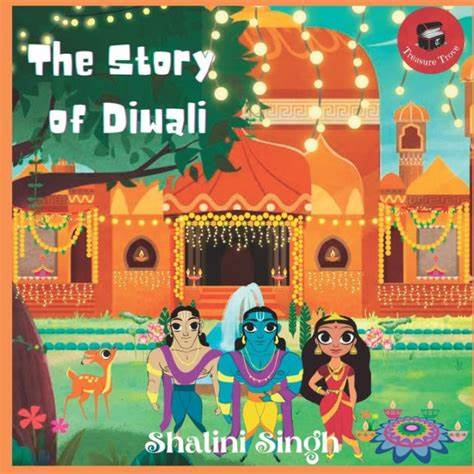 The Story
of Diwali
Treasure Trove
Shalini Singh